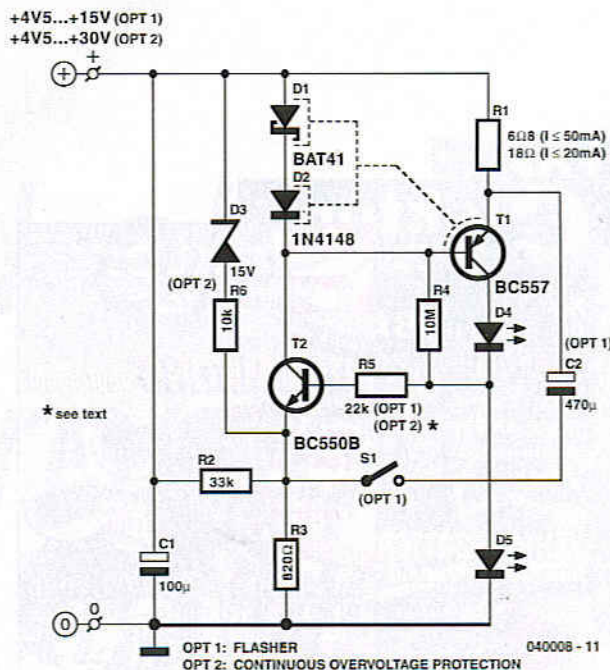 +4V5...+15V (OPT 1)
+4V5...+30V (OPT 2)
+
+
D1
R1
6Ω8 (I ≤ 50mA)
18Ω (I ≤ 20mA)
BAT41
D2
D3
T1
1N4148
15V
(OPT 2)
R6
10k
BC557
R4
10M
D4
(OPT 1)
T2
R5
C2
470µ
22k (OPT 1)
(OPT 2) *
* see text
BC550B
S1
R2
33k
(OPT 1)
R3
820Ω
D5
C1
100µ
0
0
OPT 1: FLASHER
040008 - 11
OPT 2: CONTINUOUS OVERVOLTAGE PROTECTION